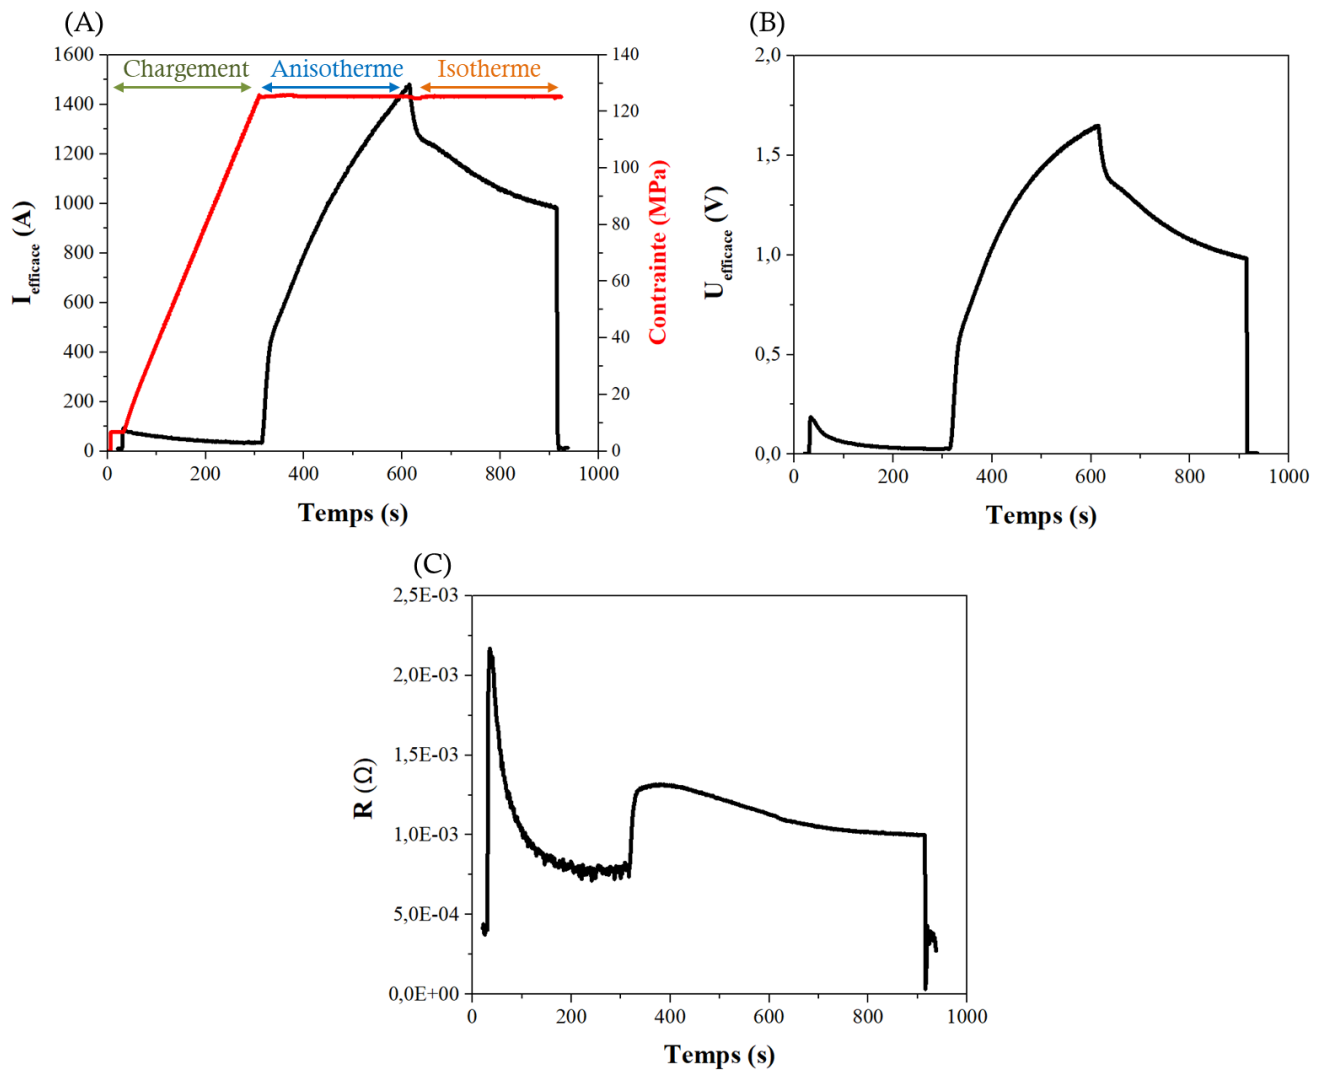 (A)
Chargement Anisotherme Isotherme
1600
1400
1200
1000
800
600
400
200
0
140
120
100
80
60
40
20
0
0 200 400 600 800 1000
I efficace (A)
Contrainte (MPa)
Temps (s)
(B)
2,0
1,5
1,0
0,5
0,0
0 200 400 600 800 1000
U efficace (V)
Temps (s)
(C)
2,5E-03
2,0E-03
1,5E-03
1,0E-03
5,0E-04
0,0E+00
0 200 400 600 800 1000
R (Ω)
Temps (s)